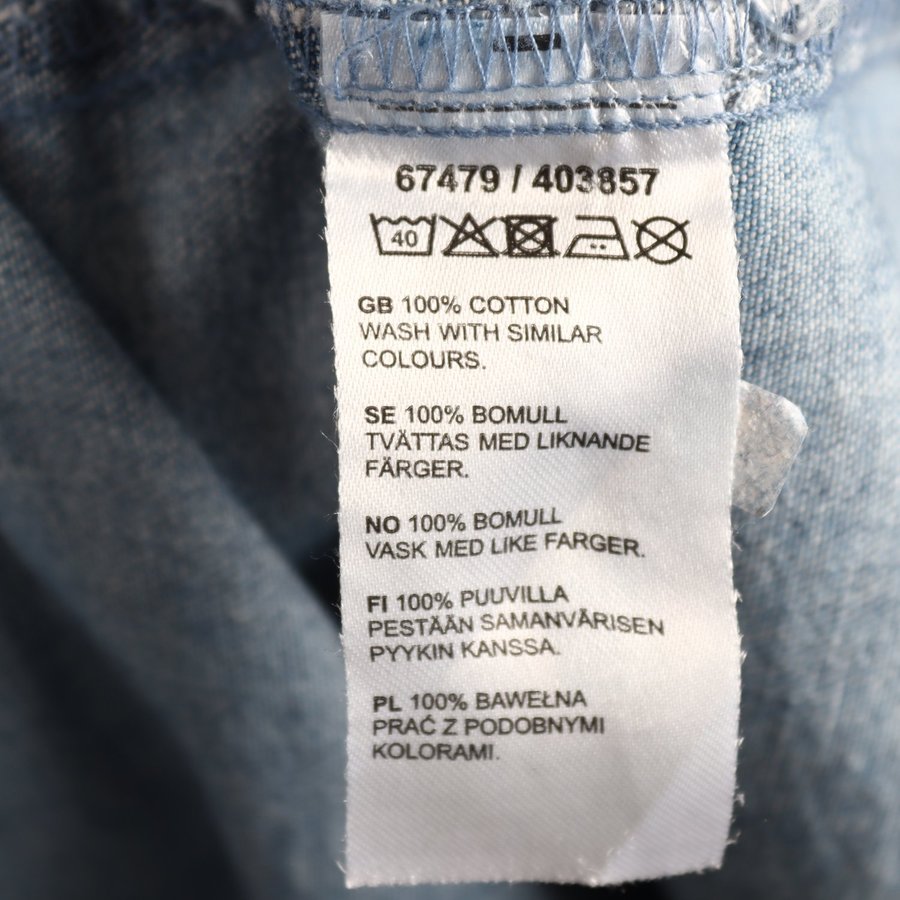 67479 / 403857
40
GB 100% COTTON
WASH WITH SIMILAR
COLOURS.
SE 100% BOMULL
TVÄTTAS MED LIKNANDE
FÄRGER.
NO 100% BOMULL
VASK MED LIKE FARGER.
FI 100% PUUVILLA
PESTÄÄN SAMANVÄRISEN
PYYKIN KANSSA.
PL 100% BAWEŁNA
PRAĆ Z PODOBNYMI
KOLORAMI.